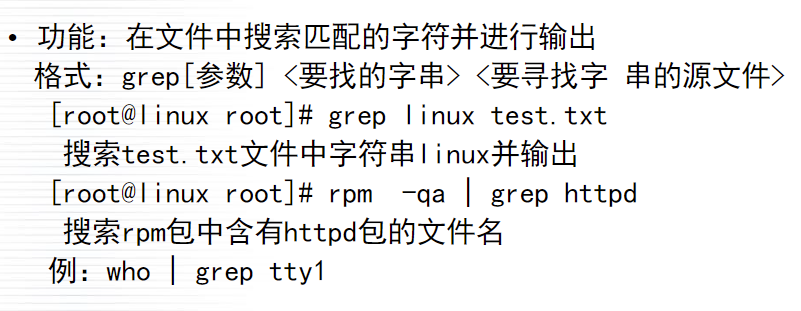 • 功能：在文件中搜索匹配的字符并进行输出
格式：grep[参数] <要找的字串> <要寻找字 串的源文件>
[root@linux root]# grep linux test.txt
搜索test.txt文件中字符串linux并输出
[root@linux root]# rpm -qa | grep httpd
搜索rpm包中含有httpd包的文件名
例：who | grep tty1